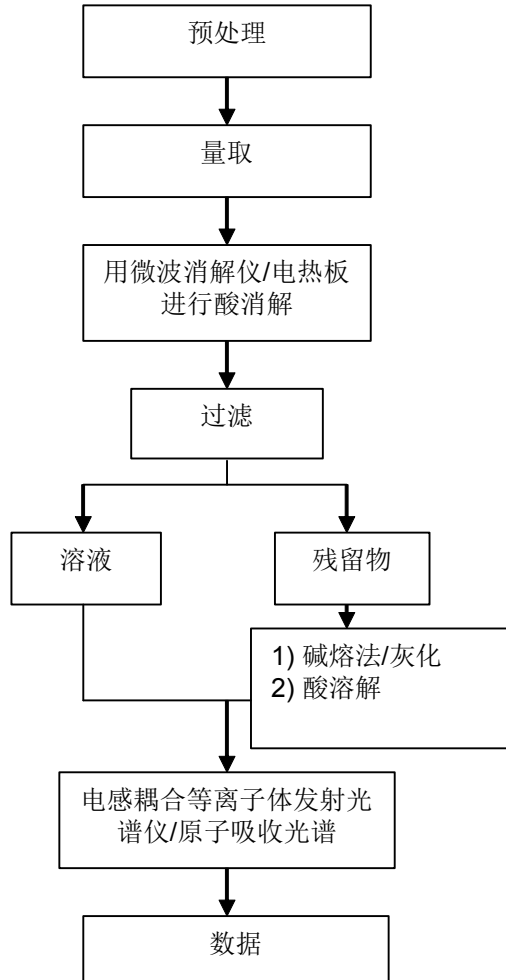 预处理
量取
用微波消解仪/电热板
进行酸消解
过滤
溶液
残留物
1) 碱熔法/灰化
2) 酸溶解
电感耦合等离子体发射光
谱仪/原子吸收光谱
数据